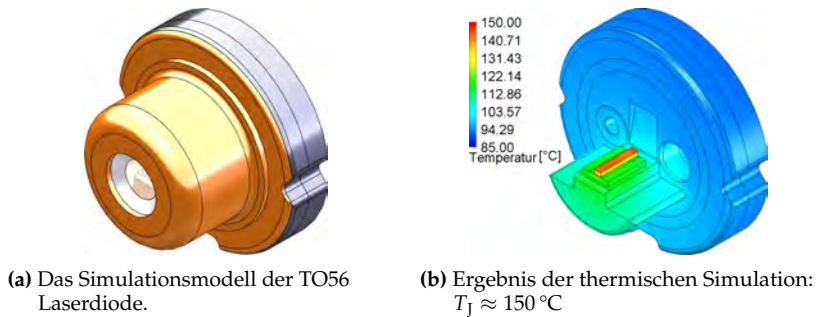 150.00
140.71
131.43
122.14
112.86
103.57
94.29
85.00
Temperatur [°C]
(a) Das Simulationsmodell der TO56
Laserdiode.
(b) Ergebnis der thermischen Simulation:
T_J ≈ 150 °C